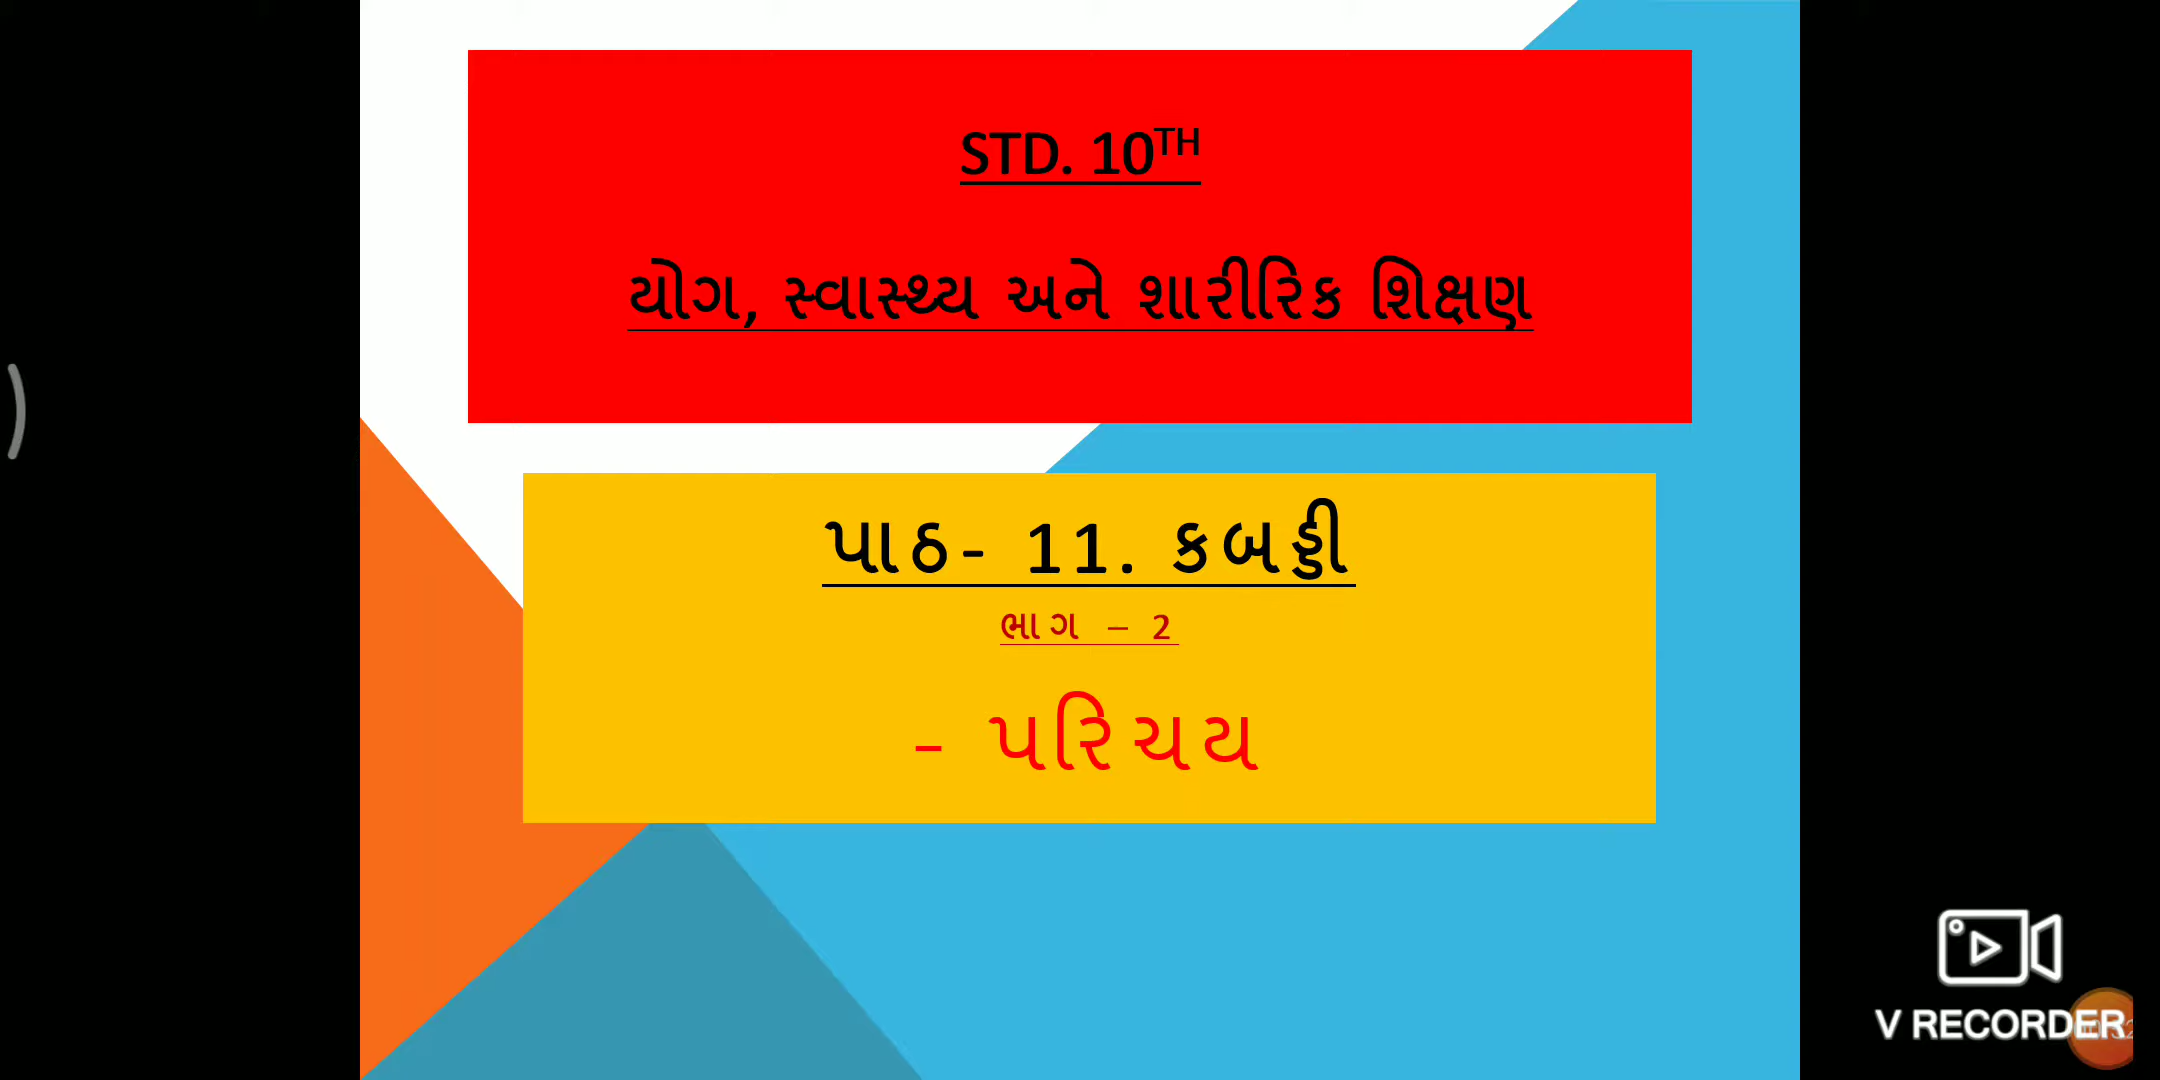 STD. 10TH
યોગ, સ્વાસ્થ્ય અને શારીરિક શિક્ષણ
પાઠ- 11. કબડ્ડી
ભાગ – 2
– પરિચય
V RECORDER